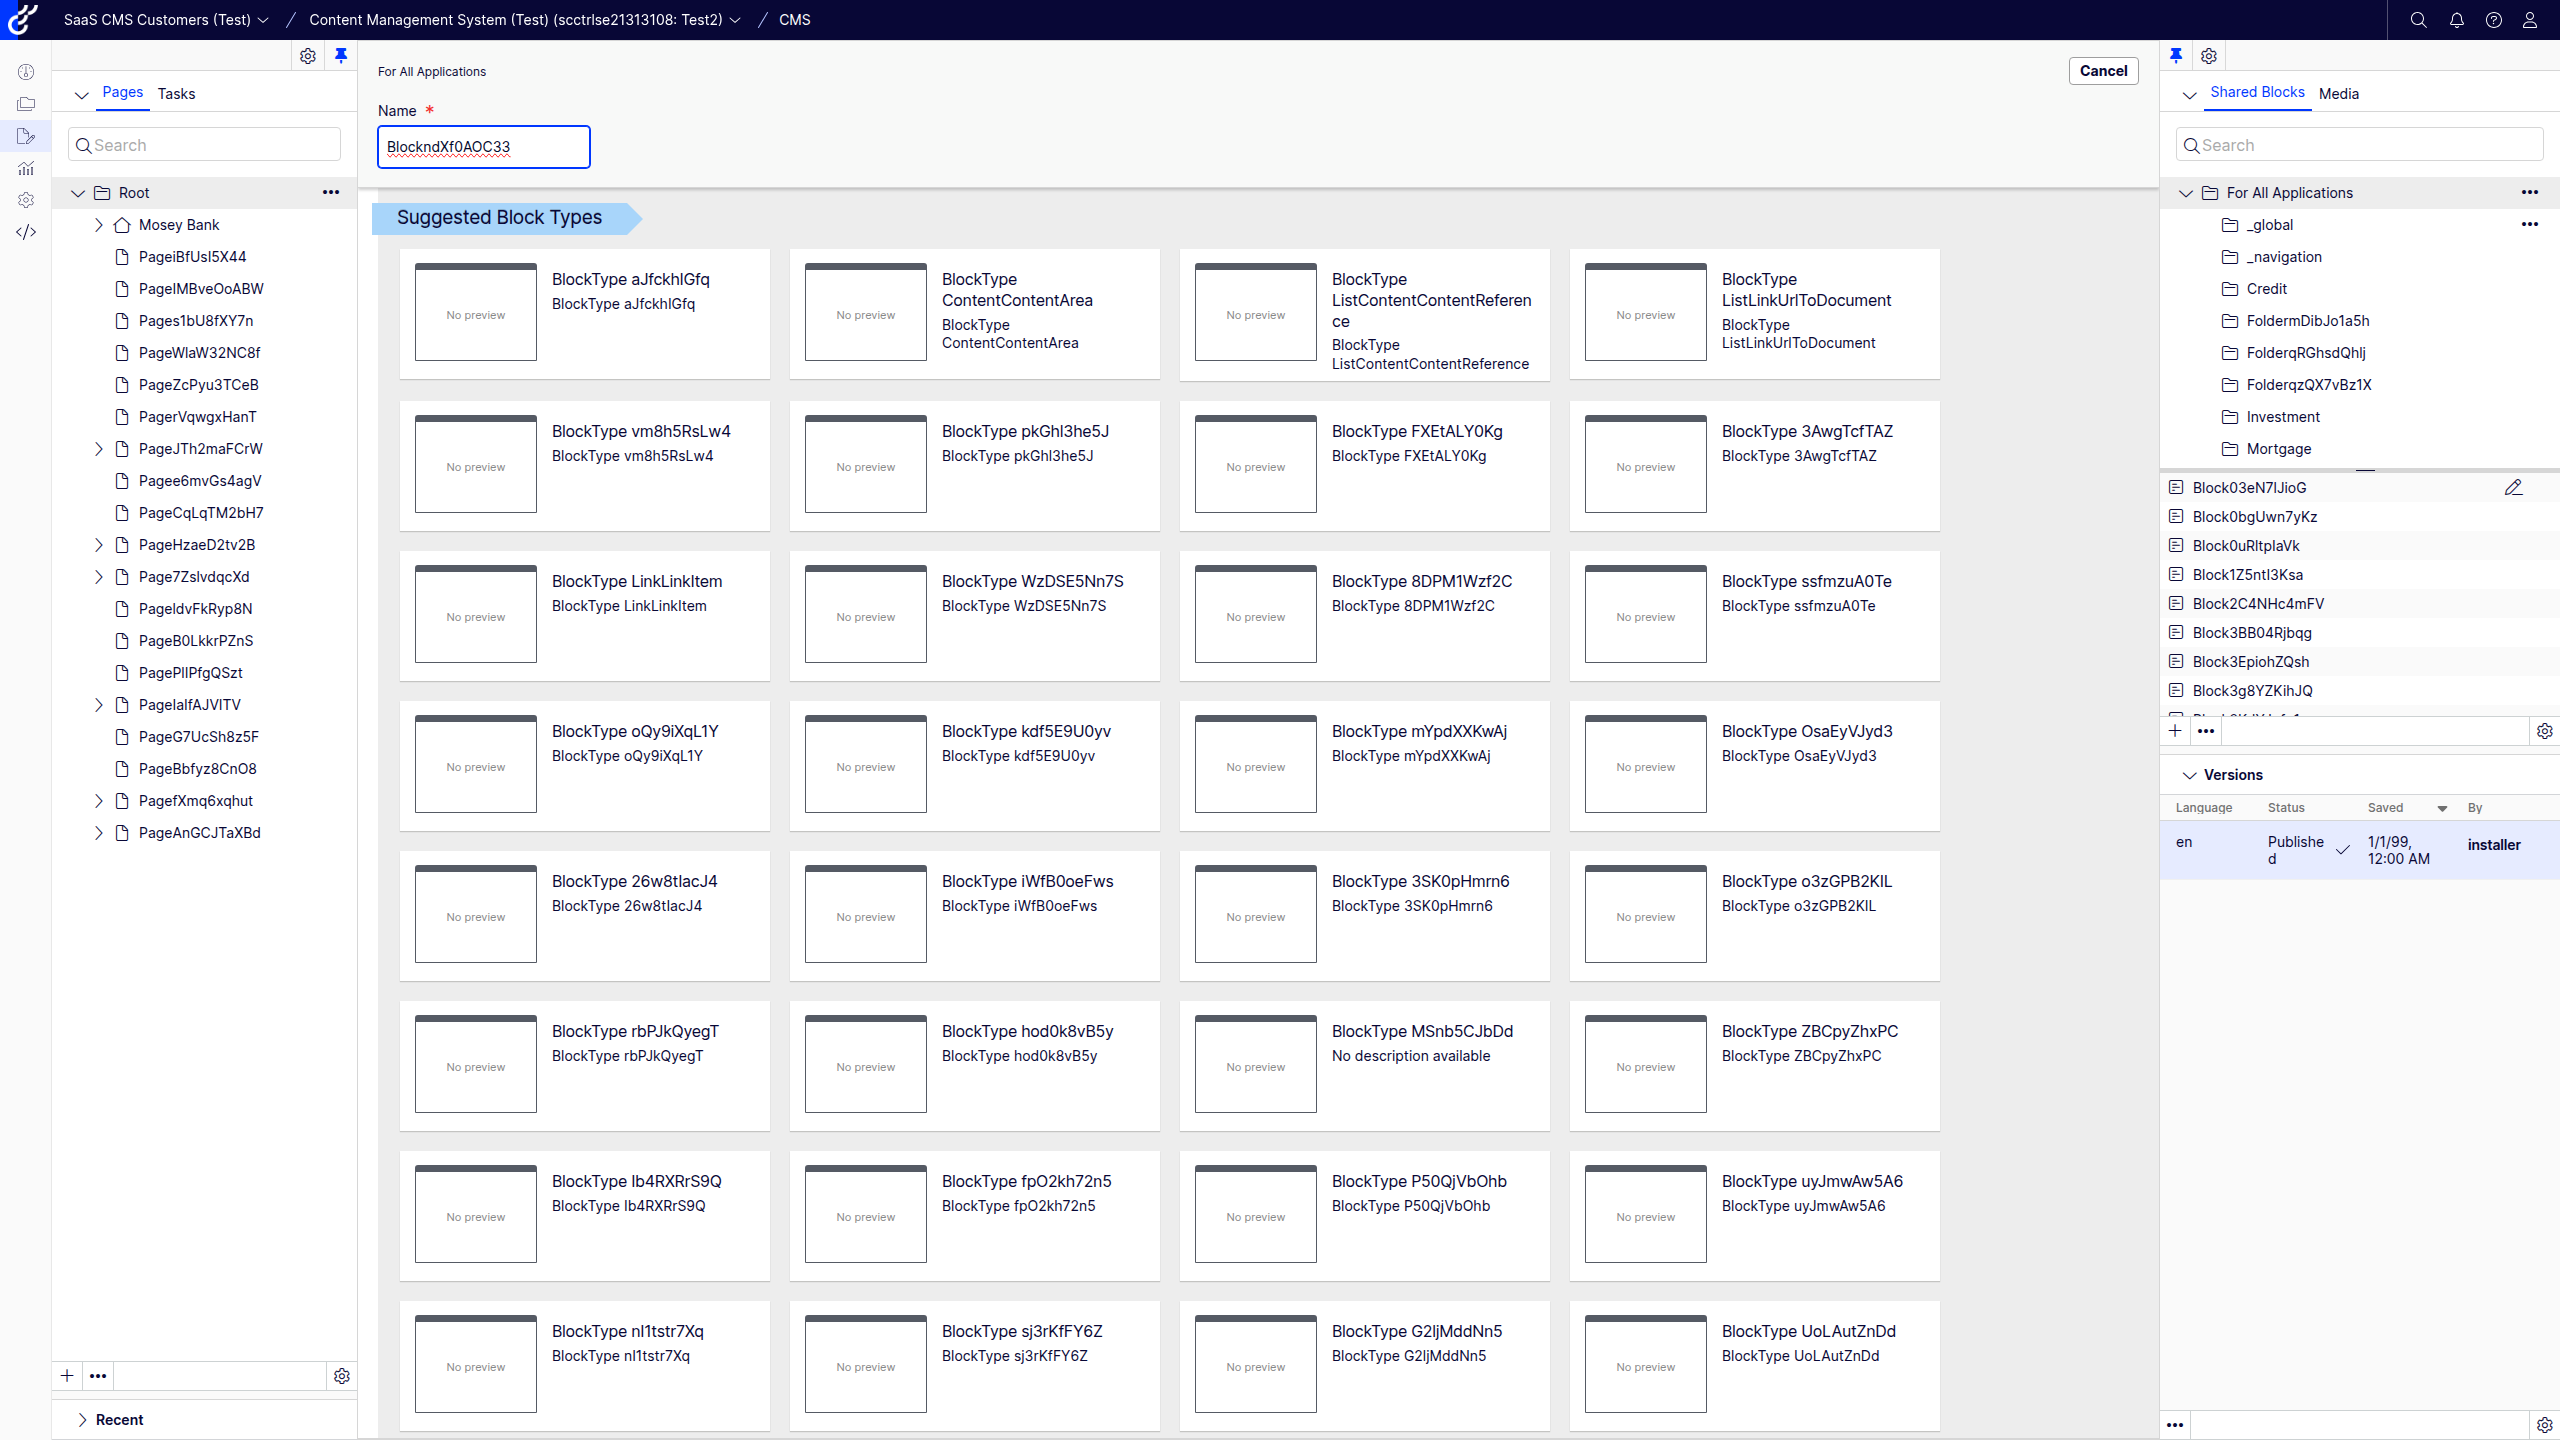 SaaS CMS Customers (Test) / Content Management System (Test) (scctrlse21313108: Test2) / CMS
Pages Tasks
Search
Root
Mosey Bank
PageiBfUsI5X44
PageIMBveOoABW
Pages1bU8fXY7n
PageWlaW32NC8f
PageZcPyu3TCeB
PagerVqwgxHanT
PageJTh2maFCrW
Pagee6mvGs4agV
PageCqLqTM2bH7
PageHzaeD2tv2B
Page7ZslvdqcXd
PageldvFkRyp8N
PageB0LkkrPZnS
PagePIlPfgQSzt
PagelaIfAJVlTV
PageG7UcSh8z5F
PageBbfyz8CnO8
PagefXmq6xqhut
PageAnGCJTaXBd
Recent
For All Applications
Cancel
Name *
BlockndXf0AOC33
Suggested Block Types
No preview
BlockType aJfckhlGfq
BlockType aJfckhlGfq
No preview
BlockType
ContentContentArea
BlockType
ContentContentArea
No preview
BlockType
ListContentContentReferen
ce
BlockType
ListContentContentReference
No preview
BlockType
ListLinkUrlToDocument
BlockType
ListLinkUrlToDocument
No preview
BlockType vm8h5RsLw4
BlockType vm8h5RsLw4
No preview
BlockType pkGhl3he5J
BlockType pkGhl3he5J
No preview
BlockType FXEtALY0Kg
BlockType FXEtALY0Kg
No preview
BlockType 3AwgTcfTAZ
BlockType 3AwgTcfTAZ
No preview
BlockType LinkLinkItem
BlockType LinkLinkItem
No preview
BlockType WzDSE5Nn7S
BlockType WzDSE5Nn7S
No preview
BlockType 8DPM1Wzf2C
BlockType 8DPM1Wzf2C
No preview
BlockType ssfmzuA0Te
BlockType ssfmzuA0Te
No preview
BlockType oQy9iXqL1Y
BlockType oQy9iXqL1Y
No preview
BlockType kdf5E9U0yv
BlockType kdf5E9U0yv
No preview
BlockType mYpdXXKwAj
BlockType mYpdXXKwAj
No preview
BlockType OsaEyVJyd3
BlockType OsaEyVJyd3
No preview
BlockType 26w8tlacJ4
BlockType 26w8tlacJ4
No preview
BlockType iWfB0oeFws
BlockType iWfB0oeFws
No preview
BlockType 3SK0pHmrn6
BlockType 3SK0pHmrn6
No preview
BlockType o3zGPB2KIL
BlockType o3zGPB2KIL
No preview
BlockType rbPJkQyegT
BlockType rbPJkQyegT
No preview
BlockType hod0k8vB5y
BlockType hod0k8vB5y
No preview
BlockType MSnb5CJbDd
No description available
No preview
BlockType ZBCpyZhxPC
BlockType ZBCpyZhxPC
No preview
BlockType lb4RXRrS9Q
BlockType lb4RXRrS9Q
No preview
BlockType fpO2kh72n5
BlockType fpO2kh72n5
No preview
BlockType P50QjVbOhb
BlockType P50QjVbOhb
No preview
BlockType uyJmwAw5A6
BlockType uyJmwAw5A6
No preview
BlockType nI1tstr7Xq
BlockType nI1tstr7Xq
No preview
BlockType sj3rKfFY6Z
BlockType sj3rKfFY6Z
No preview
BlockType G2ljMddNn5
BlockType G2ljMddNn5
No preview
BlockType UoLAutZnDd
BlockType UoLAutZnDd
Shared Blocks Media
Search
For All Applications
_global
_navigation
Credit
FoldermDibJo1a5h
FolderqRGhsdQhlj
FolderqzQX7vBz1X
Investment
Mortgage
Block03eN7lJioG
Block0bgUwn7yKz
Block0uRltplaVk
Block1Z5ntI3Ksa
Block2C4NHc4mFV
Block3BB04Rjbqg
Block3EpiohZQsh
Block3g8YZKihJQ
Versions
Language Status Saved By
en Publishe
d 1/1/99,
12:00 AM installer